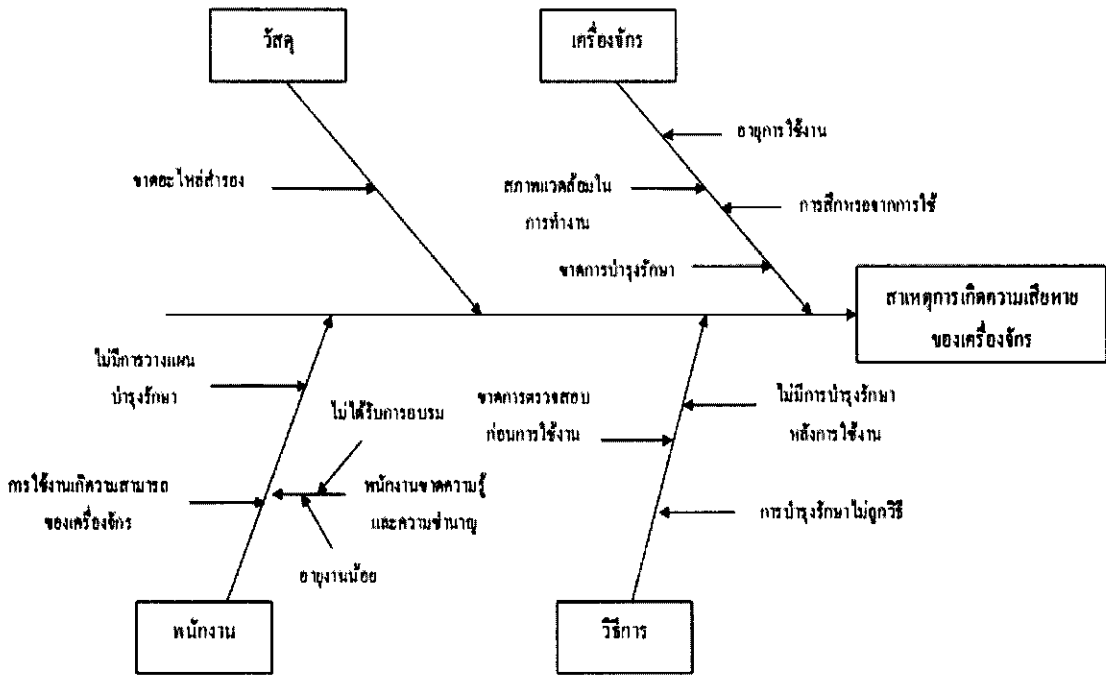 วัสดุ
เครื่องจักร
อายุการใช้งาน
ขาดอะไหล่สำรอง
สภาพแวดล้อมใน
การทำงาน
การสึกหรอจากการใช้
ขาดการบำรุงรักษา
สาเหตุการเกิดความเสียหาย
ของเครื่องจักร
ไม่มีการวางแผน
บำรุงรักษา
ไม่ได้รับการอบรม
ขาดการตรวจสอบ
ก่อนการใช้งาน
ไม่มีการบำรุงรักษา
หลังการใช้งาน
การใช้งานเกิดวามสามารถ
ของเครื่องจักร
พนักงานขาดความรู้
และความชำนาญ
การบำรุงรักษาไม่ถูกวิธี
อายุงานน้อย
พนักงาน
วิธีการ